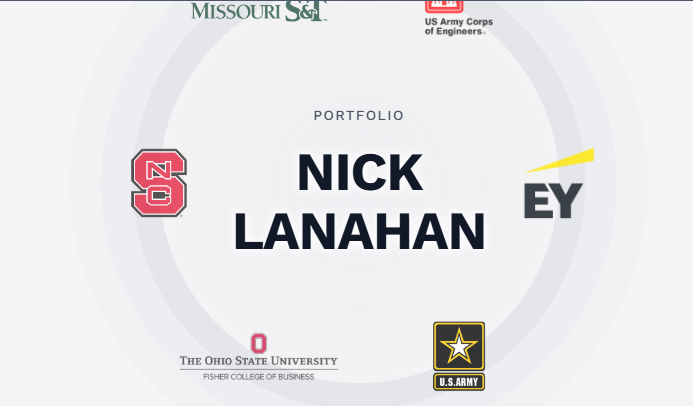 MISSOURI S&T
US Army Corps
of Engineers®
PORTFOLIO
NICK
LANAHAN
NC
S
EY
O
THE OHIO STATE UNIVERSITY
FISHER COLLEGE OF BUSINESS
U.S.ARMY